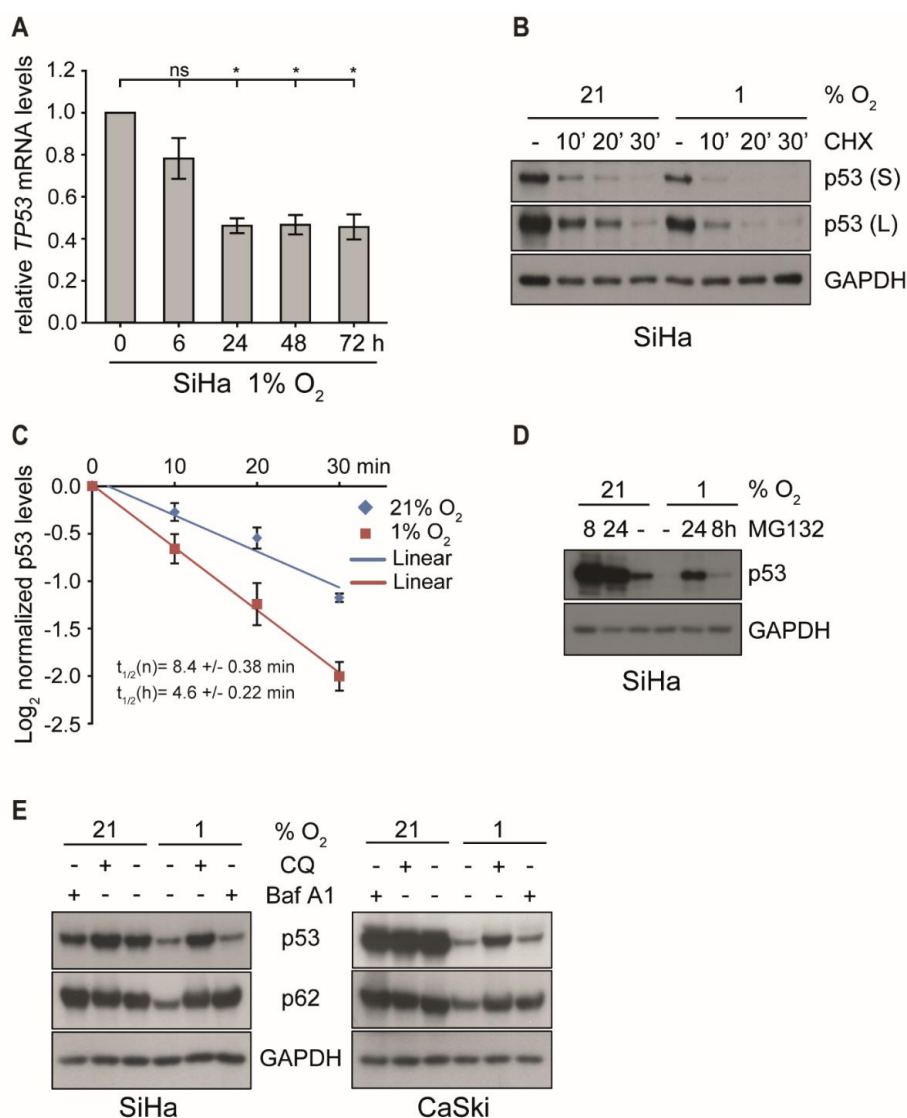 A
relative TP53 mRNA levels
1.2
1.0
0.8
0.6
0.4
0.2
0.0
ns * * *
0 6 24 48 72 h
SiHa 1% O₂
B
21 1 % O₂
- 10' 20' 30' - 10' 20' 30' CHX
p53 (S)
p53 (L)
GAPDH
SiHa
C
0 10 20 30 min
Log₂ normalized p53 levels
0.0
-0.5
-1.0
-1.5
-2.0
-2.5
21% O₂
1% O₂
Linear
Linear
t₁/₂(n)= 8.4 +/- 0.38 min
t₁/₂(h)= 4.6 +/- 0.22 min
D
21 1 % O₂
8 24 - - 24 8h MG132
p53
GAPDH
SiHa
E
21 1 % O₂ 21 1
- + - - + - CQ - + - - + -
+ - - - - + Baf A1 + - - - - +
p53
p62
GAPDH
SiHa CaSki